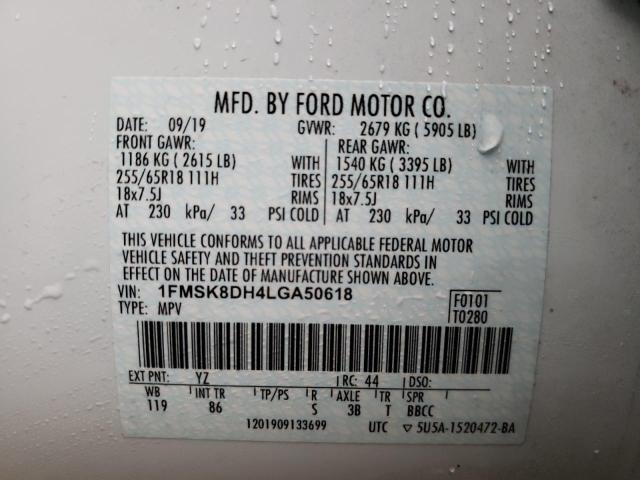 MFD. BY FORD MOTOR CO.
DATE: 09/19 GVWR: 2679 KG ( 5905 LB)
FRONT GAWR: REAR GAWR:
1186 KG ( 2615 LB) WITH 1540 KG ( 3395 LB) WITH
255/65R18 111H TIRES 255/65R18 111H TIRES
18x7.5J RIMS 18x7.5J RIMS
AT 230 kPa/ 33 PSI COLD AT 230 kPa/ 33 PSI COLD
THIS VEHICLE CONFORMS TO ALL APPLICABLE FEDERAL MOTOR
VEHICLE SAFETY AND THEFT PREVENTION STANDARDS IN
EFFECT ON THE DATE OF MANUFACTURE SHOWN ABOVE.
VIN: 1FMSK8DH4LGA50618 F0101
TYPE: MPV T0280
EXT PNT: YZ RC: 44 DSO:
WB INT TR TP/PS R AXLE TR SPR
119 86 S 3B T BBCC
1201909133699 UTC ▽ 5U5A-1520472-BA